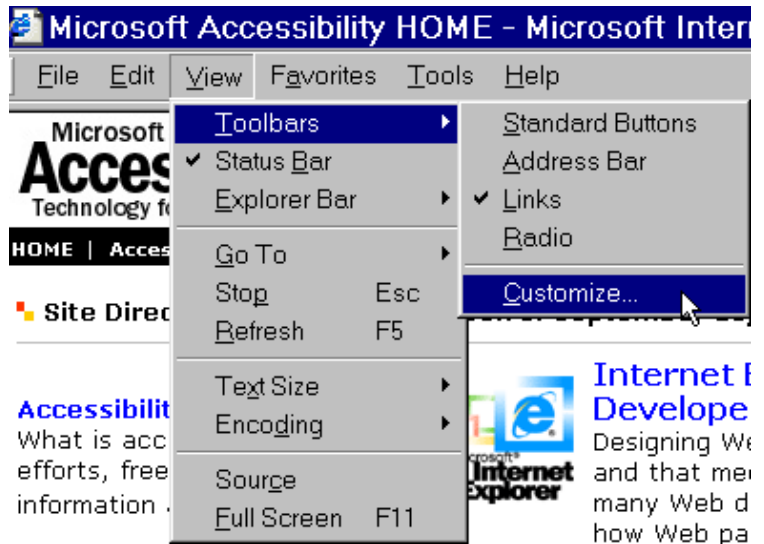 Microsoft Accessibility HOME - Microsoft Inter
File Edit View Favorites Tools Help
Toolbars
Status Bar
Explorer Bar
Go To
Stop Esc
Refresh F5
Text Size
Encoding
Source
Full Screen F11
Standard Buttons
Address Bar
Links
Radio
Customize...
Microsoft
Acces
Technology f
HOME | Acces
Site Direc
Accessibilit
What is acc
efforts, free
information
Internet
Explorer
Internet E
Develope
Designing We
and that me
many Web d
how Web pa